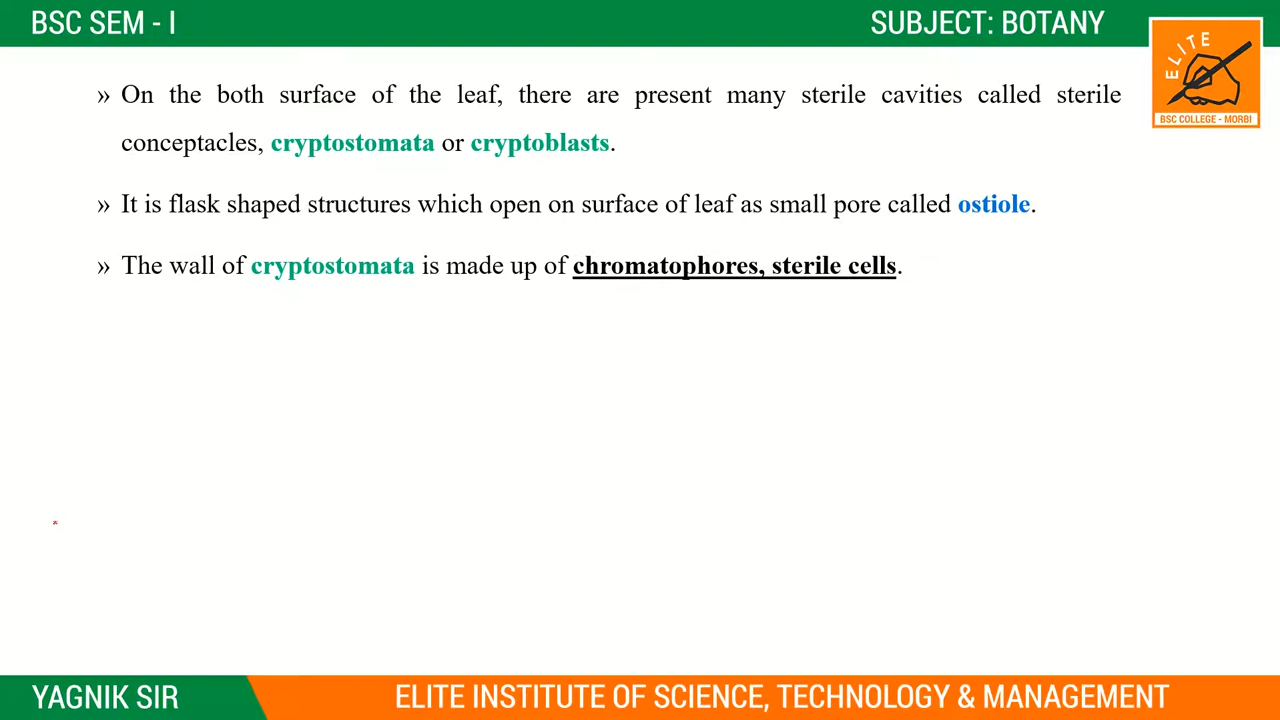 BSC SEM - I
SUBJECT: BOTANY
ELITE
BSC COLLEGE - MORBI
» On the both surface of the leaf, there are present many sterile cavities called sterile
conceptacles, cryptostomata or cryptoblasts.
» It is flask shaped structures which open on surface of leaf as small pore called ostiole.
» The wall of cryptostomata is made up of chromatophores, sterile cells.
YAGNIK SIR
ELITE INSTITUTE OF SCIENCE, TECHNOLOGY & MANAGEMENT